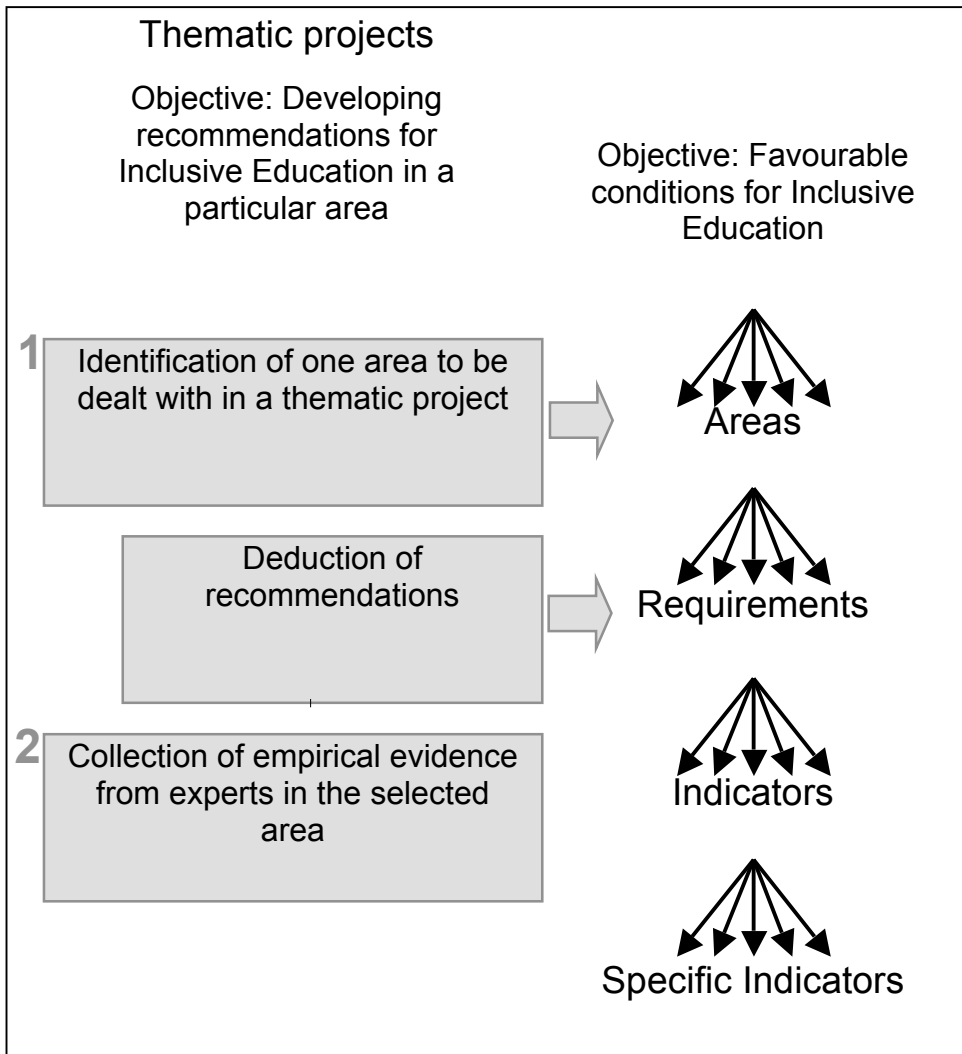 Thematic projects
Objective: Developing
recommendations for
Inclusive Education in a
particular area
Objective: Favourable
conditions for Inclusive
Education
1
Identification of one area to be
dealt with in a thematic project
Areas
Deduction of
recommendations
Requirements
2
Collection of empirical evidence
from experts in the selected
area
Indicators
Specific Indicators